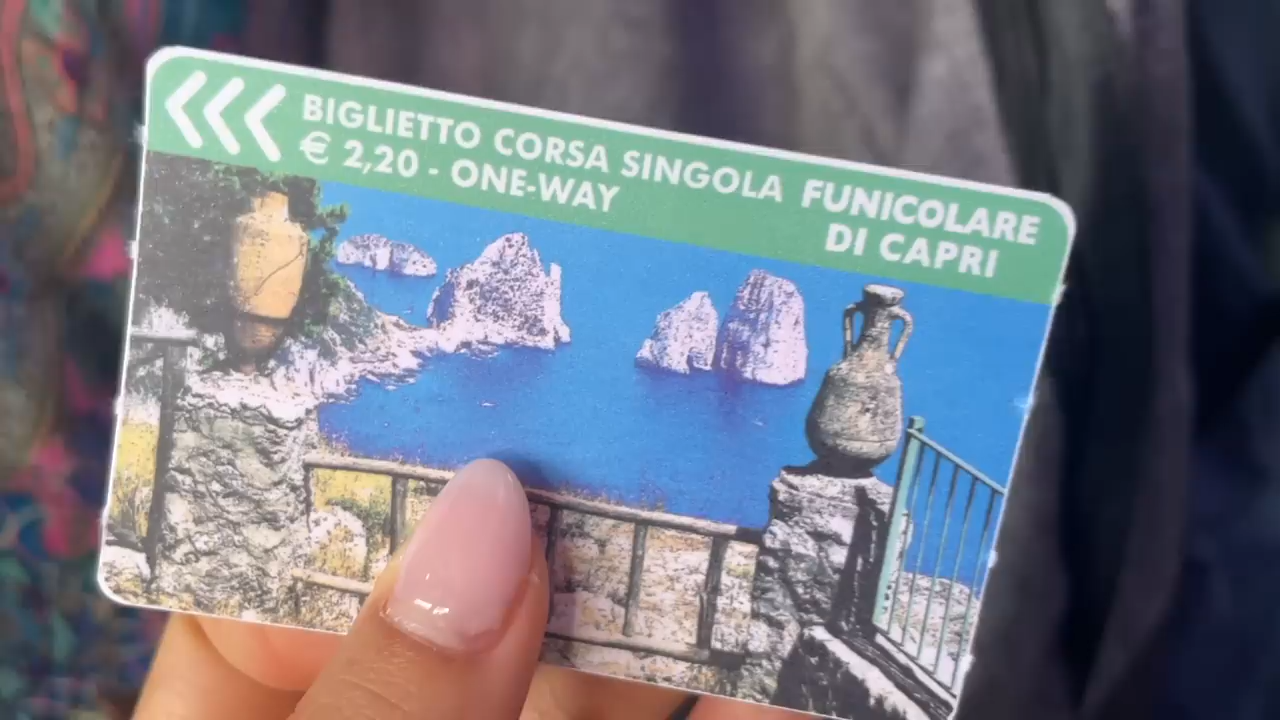 BIGLIETTO CORSA SINGOLA
€ 2,20 - ONE-WAY
FUNICOLARE
DI CAPRI